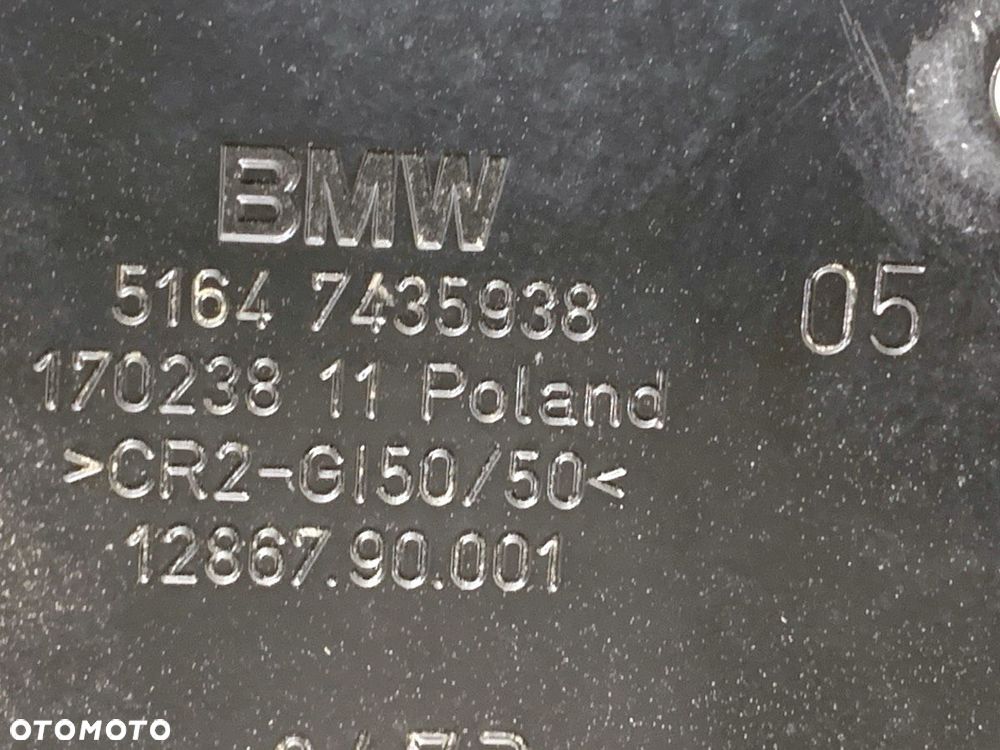 BMW
5164 7435938
05
170238 11 Poland
>CR2-GI50/50<
12867.90.001
OTOMOTO